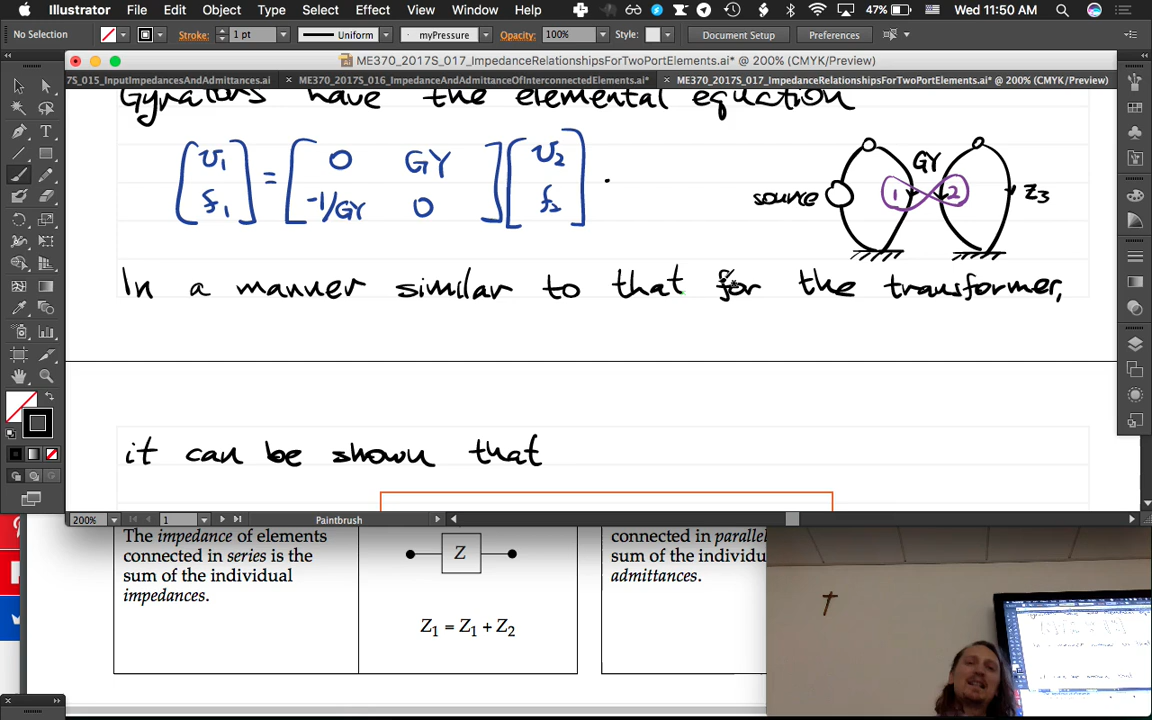 Illustrator File Edit Object Type Select Effect View Window Help 47% Wed 11:50 AM
No Selection Stroke: 1 pt Uniform myPressure Opacity: 100% Style: Document Setup Preferences
ME370_2017S_017_ImpedanceRelationshipsForTwoPortElements.ai* @ 200% (CMYK/Preview)
7S_015_InputImpedancesAndAdmittances.ai ME370_2017S_016_ImpedanceAndAdmittanceOfInterconnectedElements.ai* ME370_2017S_017_ImpedanceRelationshipsForTwoPortElements.ai* @ 200% (CMYK/Preview)
Gyrators have the elemental equation
[v1 f1] = [0 GY -1/GY 0] [v2 f2] .
source GY 1 2 Z3
In a manner similar to that for the transformer,
it can be shown that
200% 1 Paintbrush
The impedance of elements
connected in series is the
sum of the individual
impedances.
Z
Z1 = Z1 + Z2
connected in parallel
sum of the individu
admittances.